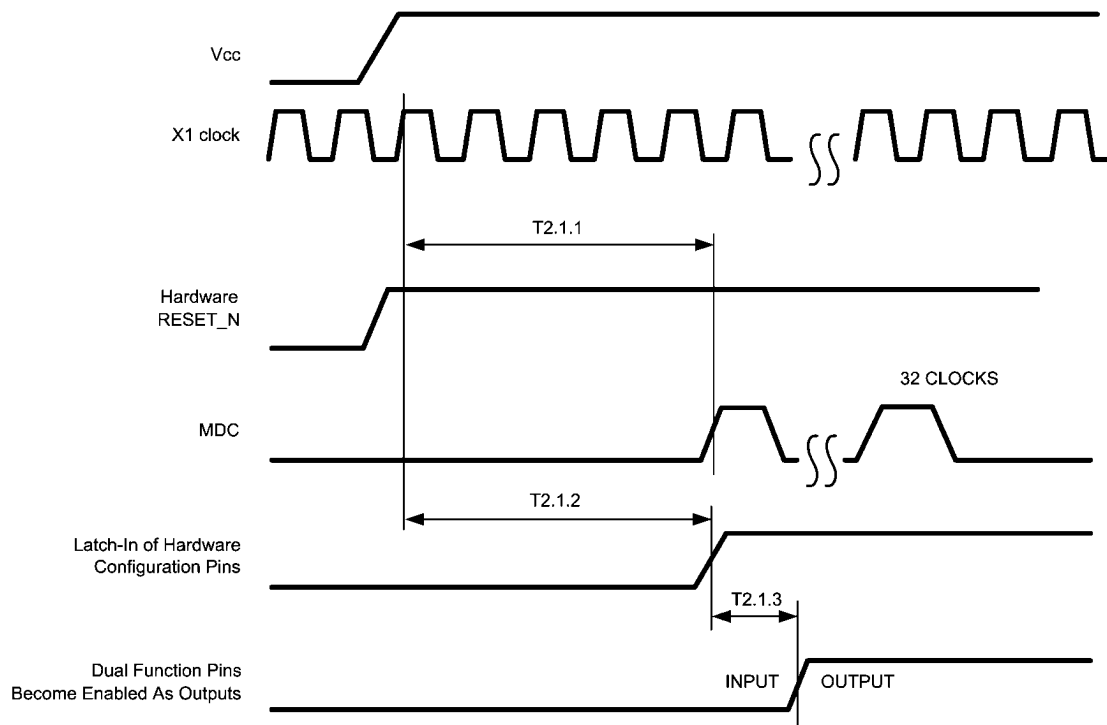 Vcc
X1 clock
T2.1.1
Hardware
RESET_N
32 CLOCKS
MDC
T2.1.2
Latch-In of Hardware
Configuration Pins
T2.1.3
Dual Function Pins
Become Enabled As Outputs
INPUT
OUTPUT